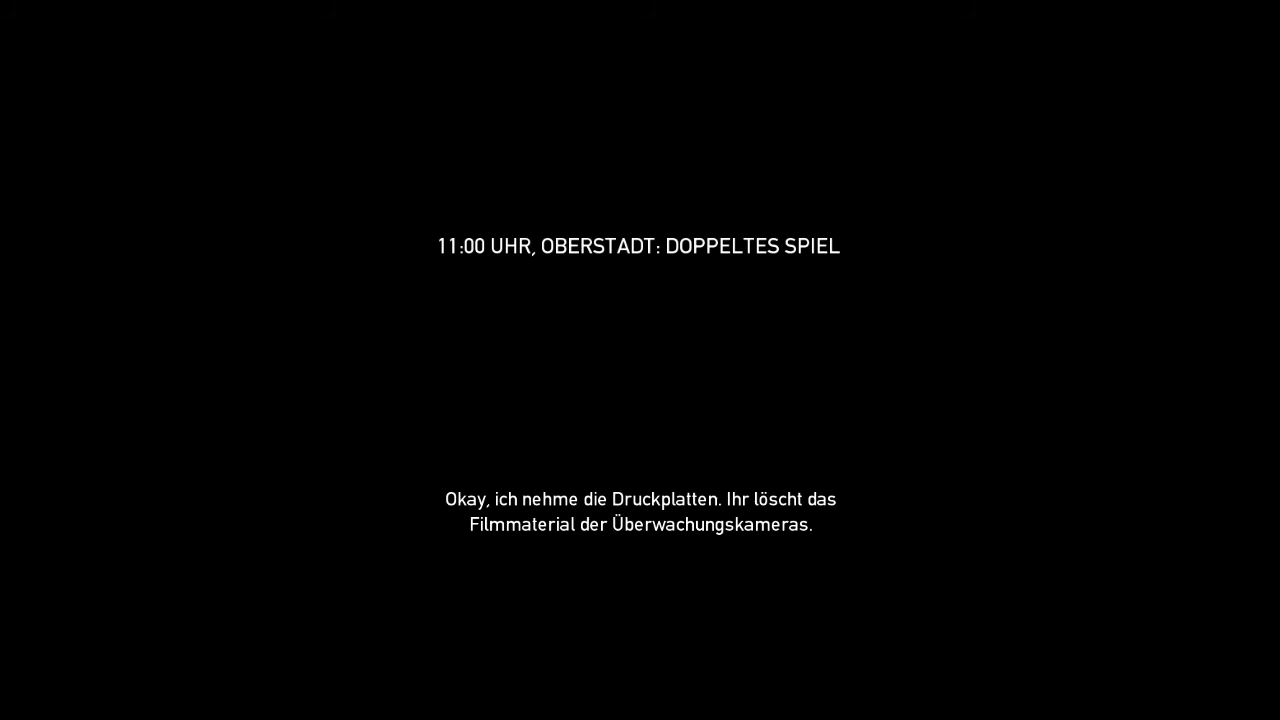 11:00 UHR, OBERSTADT: DOPPELTES SPIEL
Okay, ich nehme die Druckplatten. Ihr löscht das
Filmmaterial der Überwachungskameras.